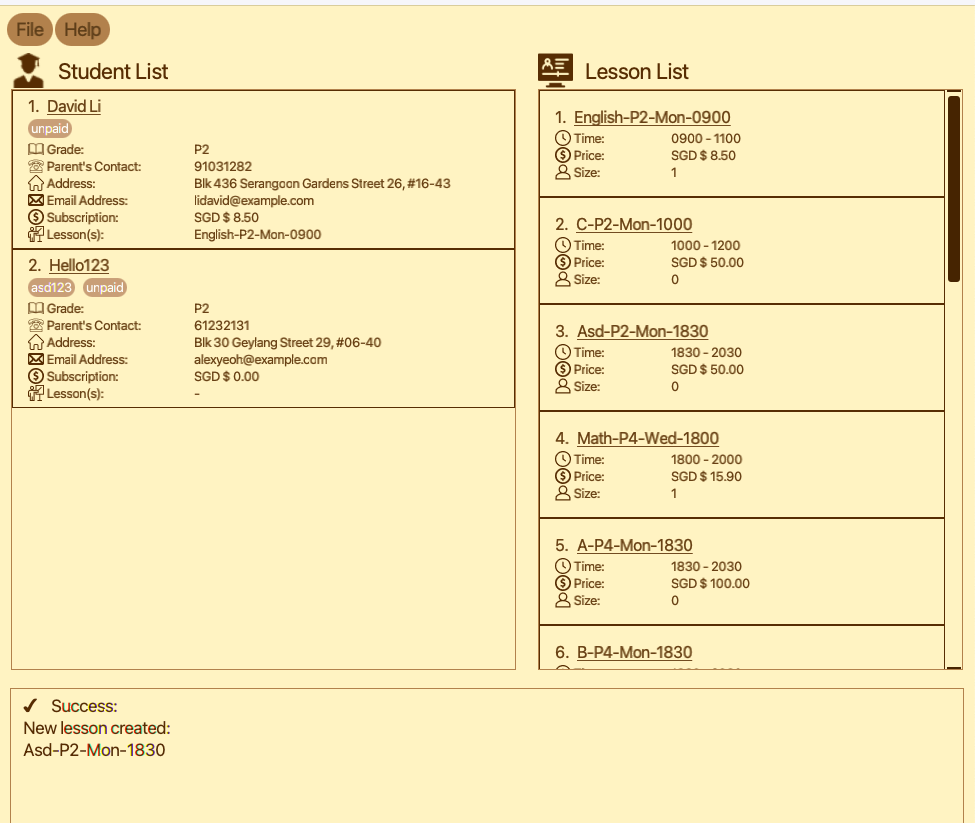 File Help
Student List
1. David Li
unpaid
Grade: P2
Parent's Contact: 91031282
Address: Blk 436 Serangoon Gardens Street 26, #16-43
Email Address: lidavid@example.com
Subscription: SGD $ 8.50
Lesson(s): English-P2-Mon-0900
2. Hello123
asd123 unpaid
Grade: P2
Parent's Contact: 61232131
Address: Blk 30 Geylang Street 29, #06-40
Email Address: alexyeoh@example.com
Subscription: SGD $ 0.00
Lesson(s): -
Lesson List
1. English-P2-Mon-0900
Time: 0900 - 1100
Price: SGD $ 8.50
Size: 1
2. C-P2-Mon-1000
Time: 1000 - 1200
Price: SGD $ 50.00
Size: 0
3. Asd-P2-Mon-1830
Time: 1830 - 2030
Price: SGD $ 50.00
Size: 0
4. Math-P4-Wed-1800
Time: 1800 - 2000
Price: SGD $ 15.90
Size: 1
5. A-P4-Mon-1830
Time: 1830 - 2030
Price: SGD $ 100.00
Size: 0
6. B-P4-Mon-1830
✔ Success:
New lesson created:
Asd-P2-Mon-1830